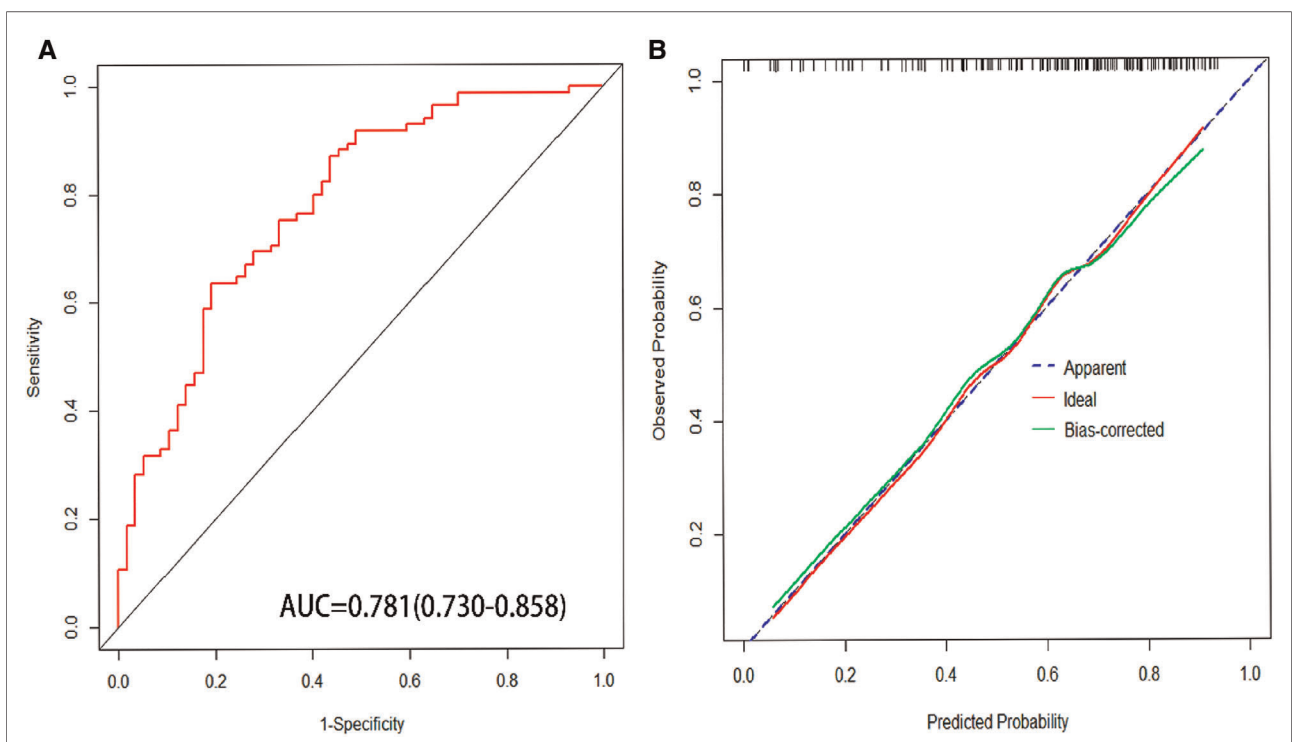 A
Sensitivity
1.0
0.8
0.6
0.4
0.2
0.0
AUC=0.781(0.730-0.858)
0.0 0.2 0.4 0.6 0.8 1.0
1-Specificity
B
Observed Probability
1.0
0.8
0.6
0.4
0.2
Apparent
Ideal
Bias-corrected
0.0 0.2 0.4 0.6 0.8 1.0
Predicted Probability